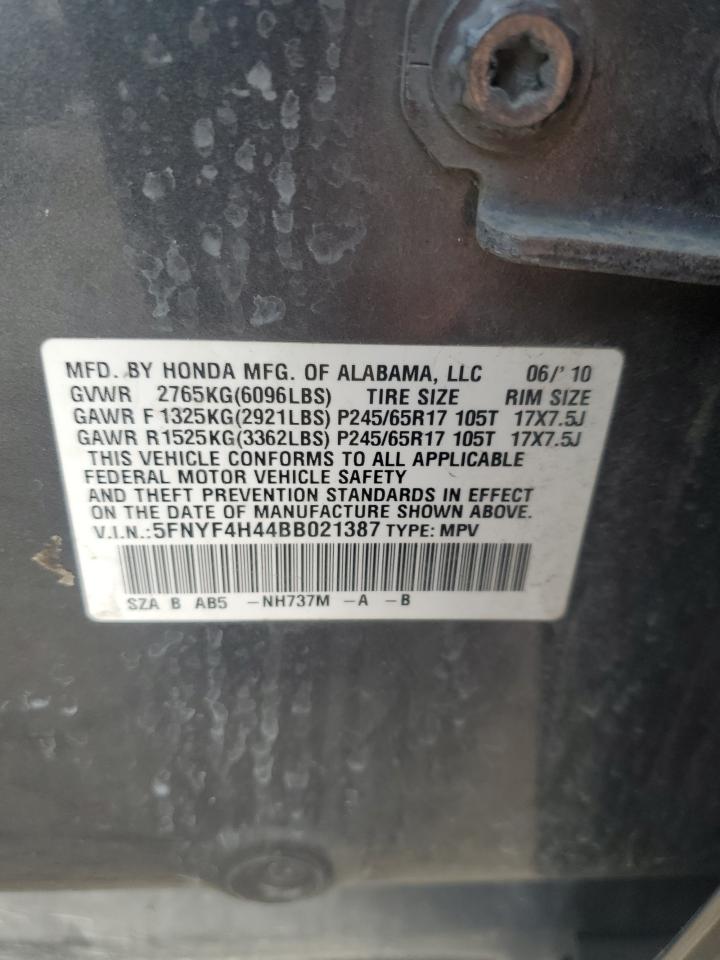 MFD. BY HONDA MFG. OF ALABAMA, LLC 06/' 10
GVWR 2765KG(6096LBS) TIRE SIZE RIM SIZE
GAWR F 1325KG(2921LBS) P245/65R17 105T 17X7.5J
GAWR R1525KG(3362LBS) P245/65R17 105T 17X7.5J
THIS VEHICLE CONFORMS TO ALL APPLICABLE
FEDERAL MOTOR VEHICLE SAFETY
AND THEFT PREVENTION STANDARDS IN EFFECT
ON THE DATE OF MANUFACTURE SHOWN ABOVE.
V.I.N.:5FNYF4H44BB021387 TYPE: MPV
SZA B AB5 -NH737M -A -B